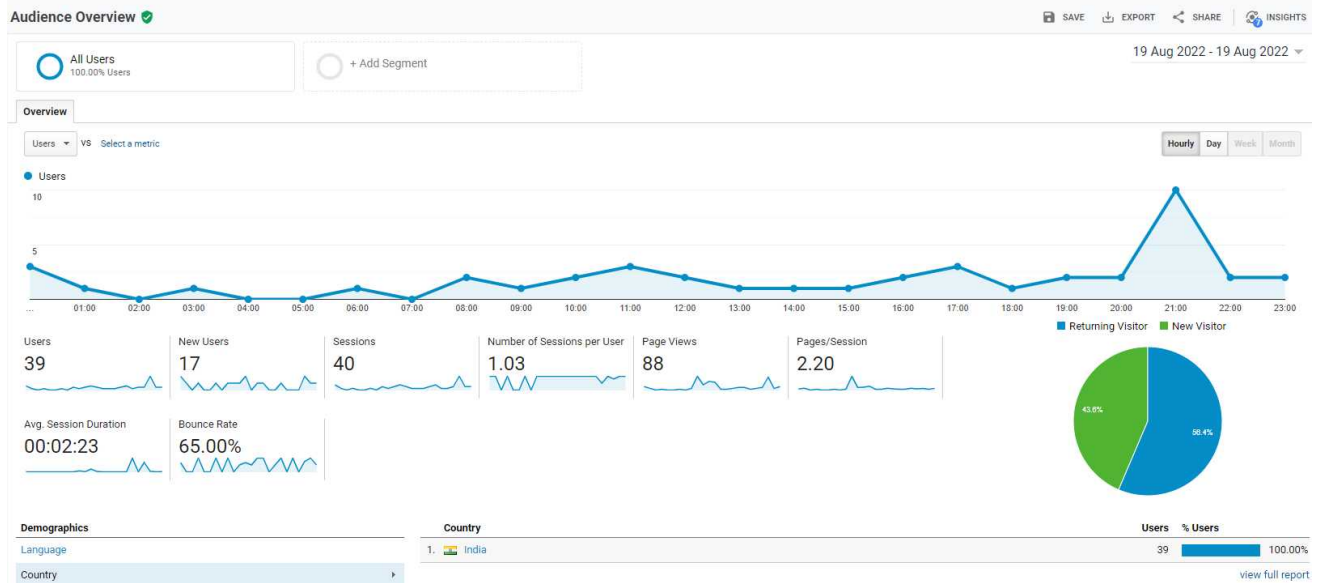 Audience Overview
SAVE EXPORT SHARE INSIGHTS
All Users
100.00% Users
+ Add Segment
19 Aug 2022 - 19 Aug 2022
Overview
Users VS Select a metric
Hourly Day Week Month
Users
10
5
... 01:00 02:00 03:00 04:00 05:00 06:00 07:00 08:00 09:00 10:00 11:00 12:00 13:00 14:00 15:00 16:00 17:00 18:00 19:00 20:00 21:00 22:00 23:00
Returning Visitor New Visitor
Users
39
New Users
17
Sessions
40
Number of Sessions per User
1.03
Page Views
88
Pages/Session
2.20
Avg. Session Duration
00:02:23
Bounce Rate
65.00%
43.6%
56.4%
Demographics
Language
Country
Country Users % Users
1. India 39 100.00%
view full report